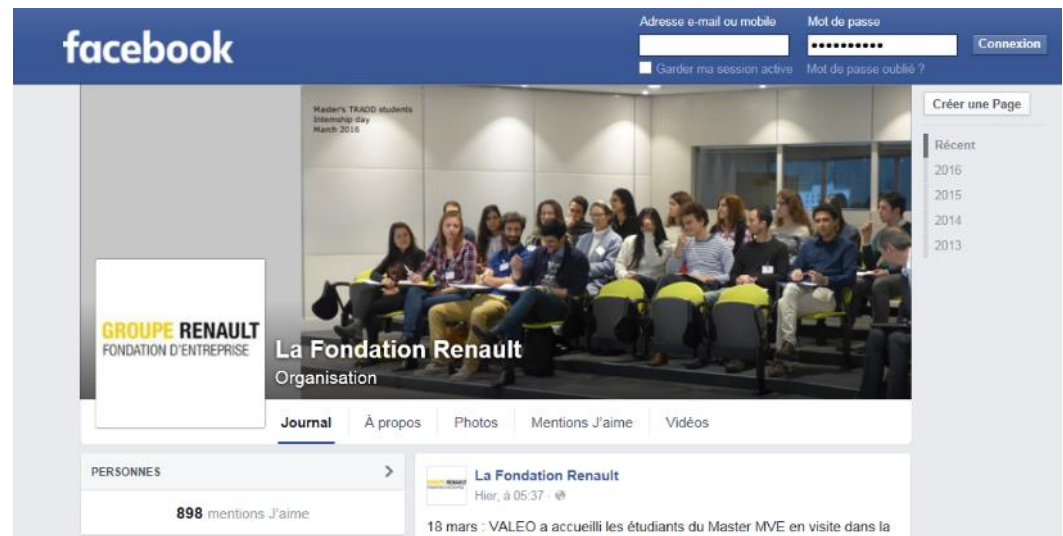 Adresse e-mail ou mobile
Mot de passe
facebook
Connexion
Garder ma session active
Mot de passe oublié ?
Master's TRADD students
Internship day
March 2016
Créer une Page
Récent
2016
2015
2014
2013
GROUPE RENAULT
FONDATION D'ENTREPRISE
La Fondation Renault
Organisation
Journal
À propos
Photos
Mentions J'aime
Vidéos
PERSONNES
898 mentions J'aime
La Fondation Renault
Hier, à 05:37
18 mars : VALEO a accueilli les étudiants du Master MVE en visite dans la